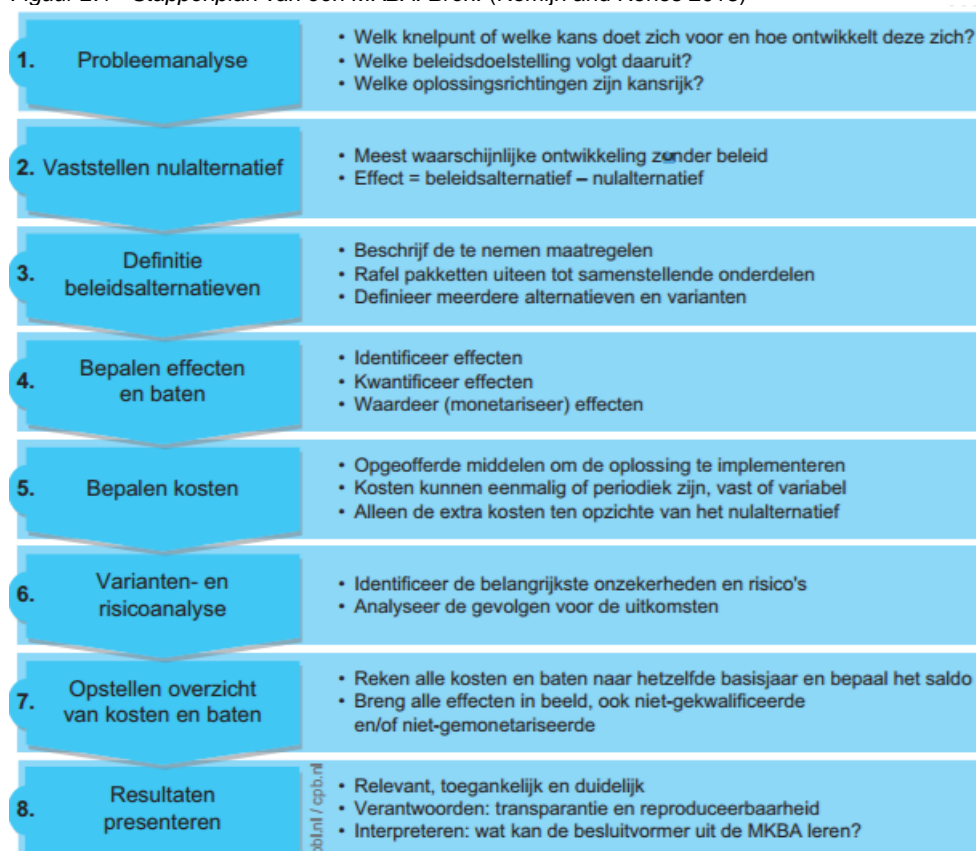 1. Probleemanalyse
• Welk knelpunt of welke kans doet zich voor en hoe ontwikkelt deze zich?
• Welke beleidsdoelstelling volgt daaruit?
• Welke oplossingsrichtingen zijn kansrijk?
2. Vaststellen nulalternatief
• Meest waarschijnlijke ontwikkeling zonder beleid
• Effect = beleidsalternatief – nulalternatief
3. Definitie
beleidsalternatieven
• Beschrijf de te nemen maatregelen
• Rafel pakketten uiteen tot samenstellende onderdelen
• Definieer meerdere alternatieven en varianten
4. Bepalen effecten
en baten
• Identificeer effecten
• Kwantificeer effecten
• Waardeer (monetariseer) effecten
5. Bepalen kosten
• Opgeofferde middelen om de oplossing te implementeren
• Kosten kunnen eenmalig of periodiek zijn, vast of variabel
• Alleen de extra kosten ten opzichte van het nulalternatief
6. Varianten- en
risicoanalyse
• Identificeer de belangrijkste onzekerheden en risico's
• Analyseer de gevolgen voor de uitkomsten
7. Opstellen overzicht
van kosten en baten
• Reken alle kosten en baten naar hetzelfde basisjaar en bepaal het saldo
• Breng alle effecten in beeld, ook niet-gekwalificeerde
en/of niet-gemonetariseerde
8. Resultaten
presenteren
pbl.nl / cpb.nl
• Relevant, toegankelijk en duidelijk
• Verantwoorden: transparantie en reproduceerbaarheid
• Interpreteren: wat kan de besluitvormer uit de MKBA leren?